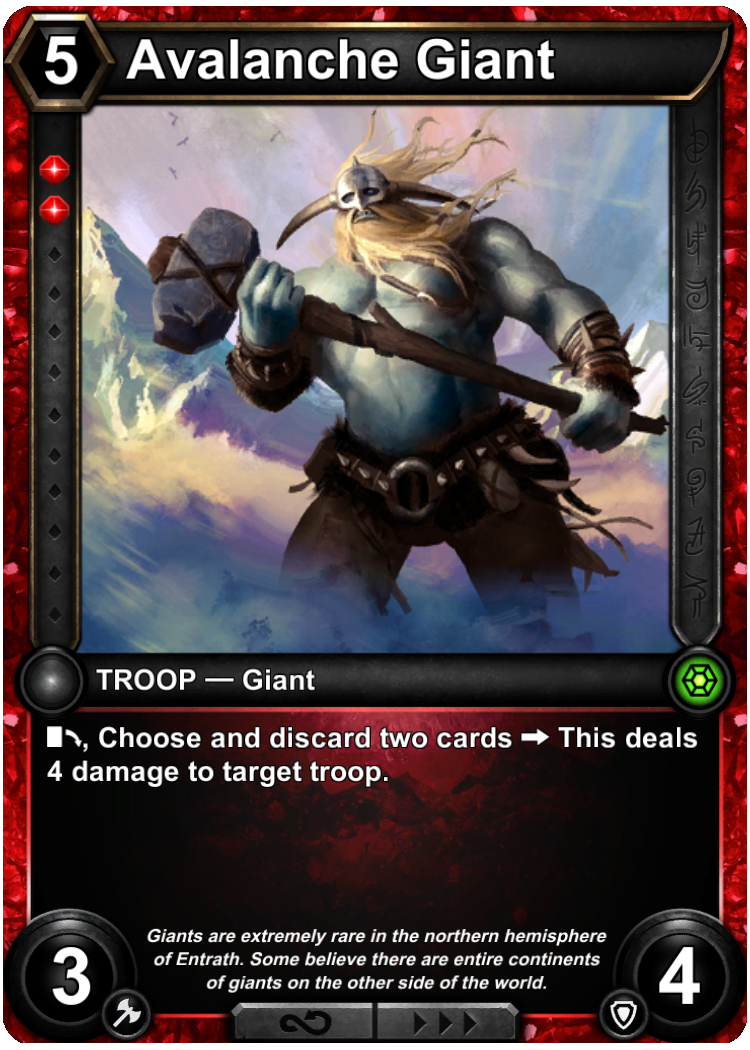 5 Avalanche Giant
TROOP — Giant
, Choose and discard two cards ➡ This deals
4 damage to target troop.
Giants are extremely rare in the northern hemisphere
of Entrath. Some believe there are entire continents
of giants on the other side of the world.
3
4